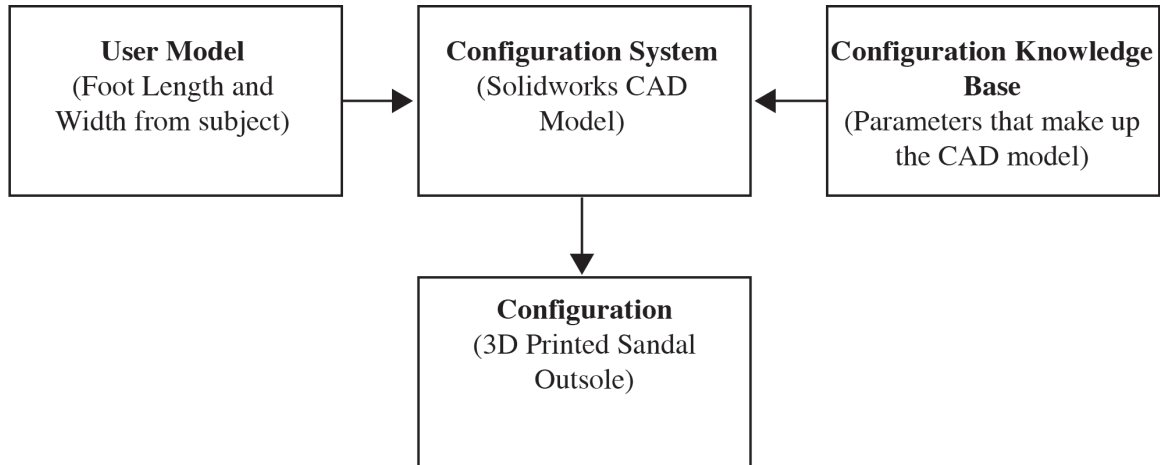 User Model
(Foot Length and
Width from subject)
Configuration System
(Solidworks CAD
Model)
Configuration Knowledge
Base
(Parameters that make up
the CAD model)
Configuration
(3D Printed Sandal
Outsole)